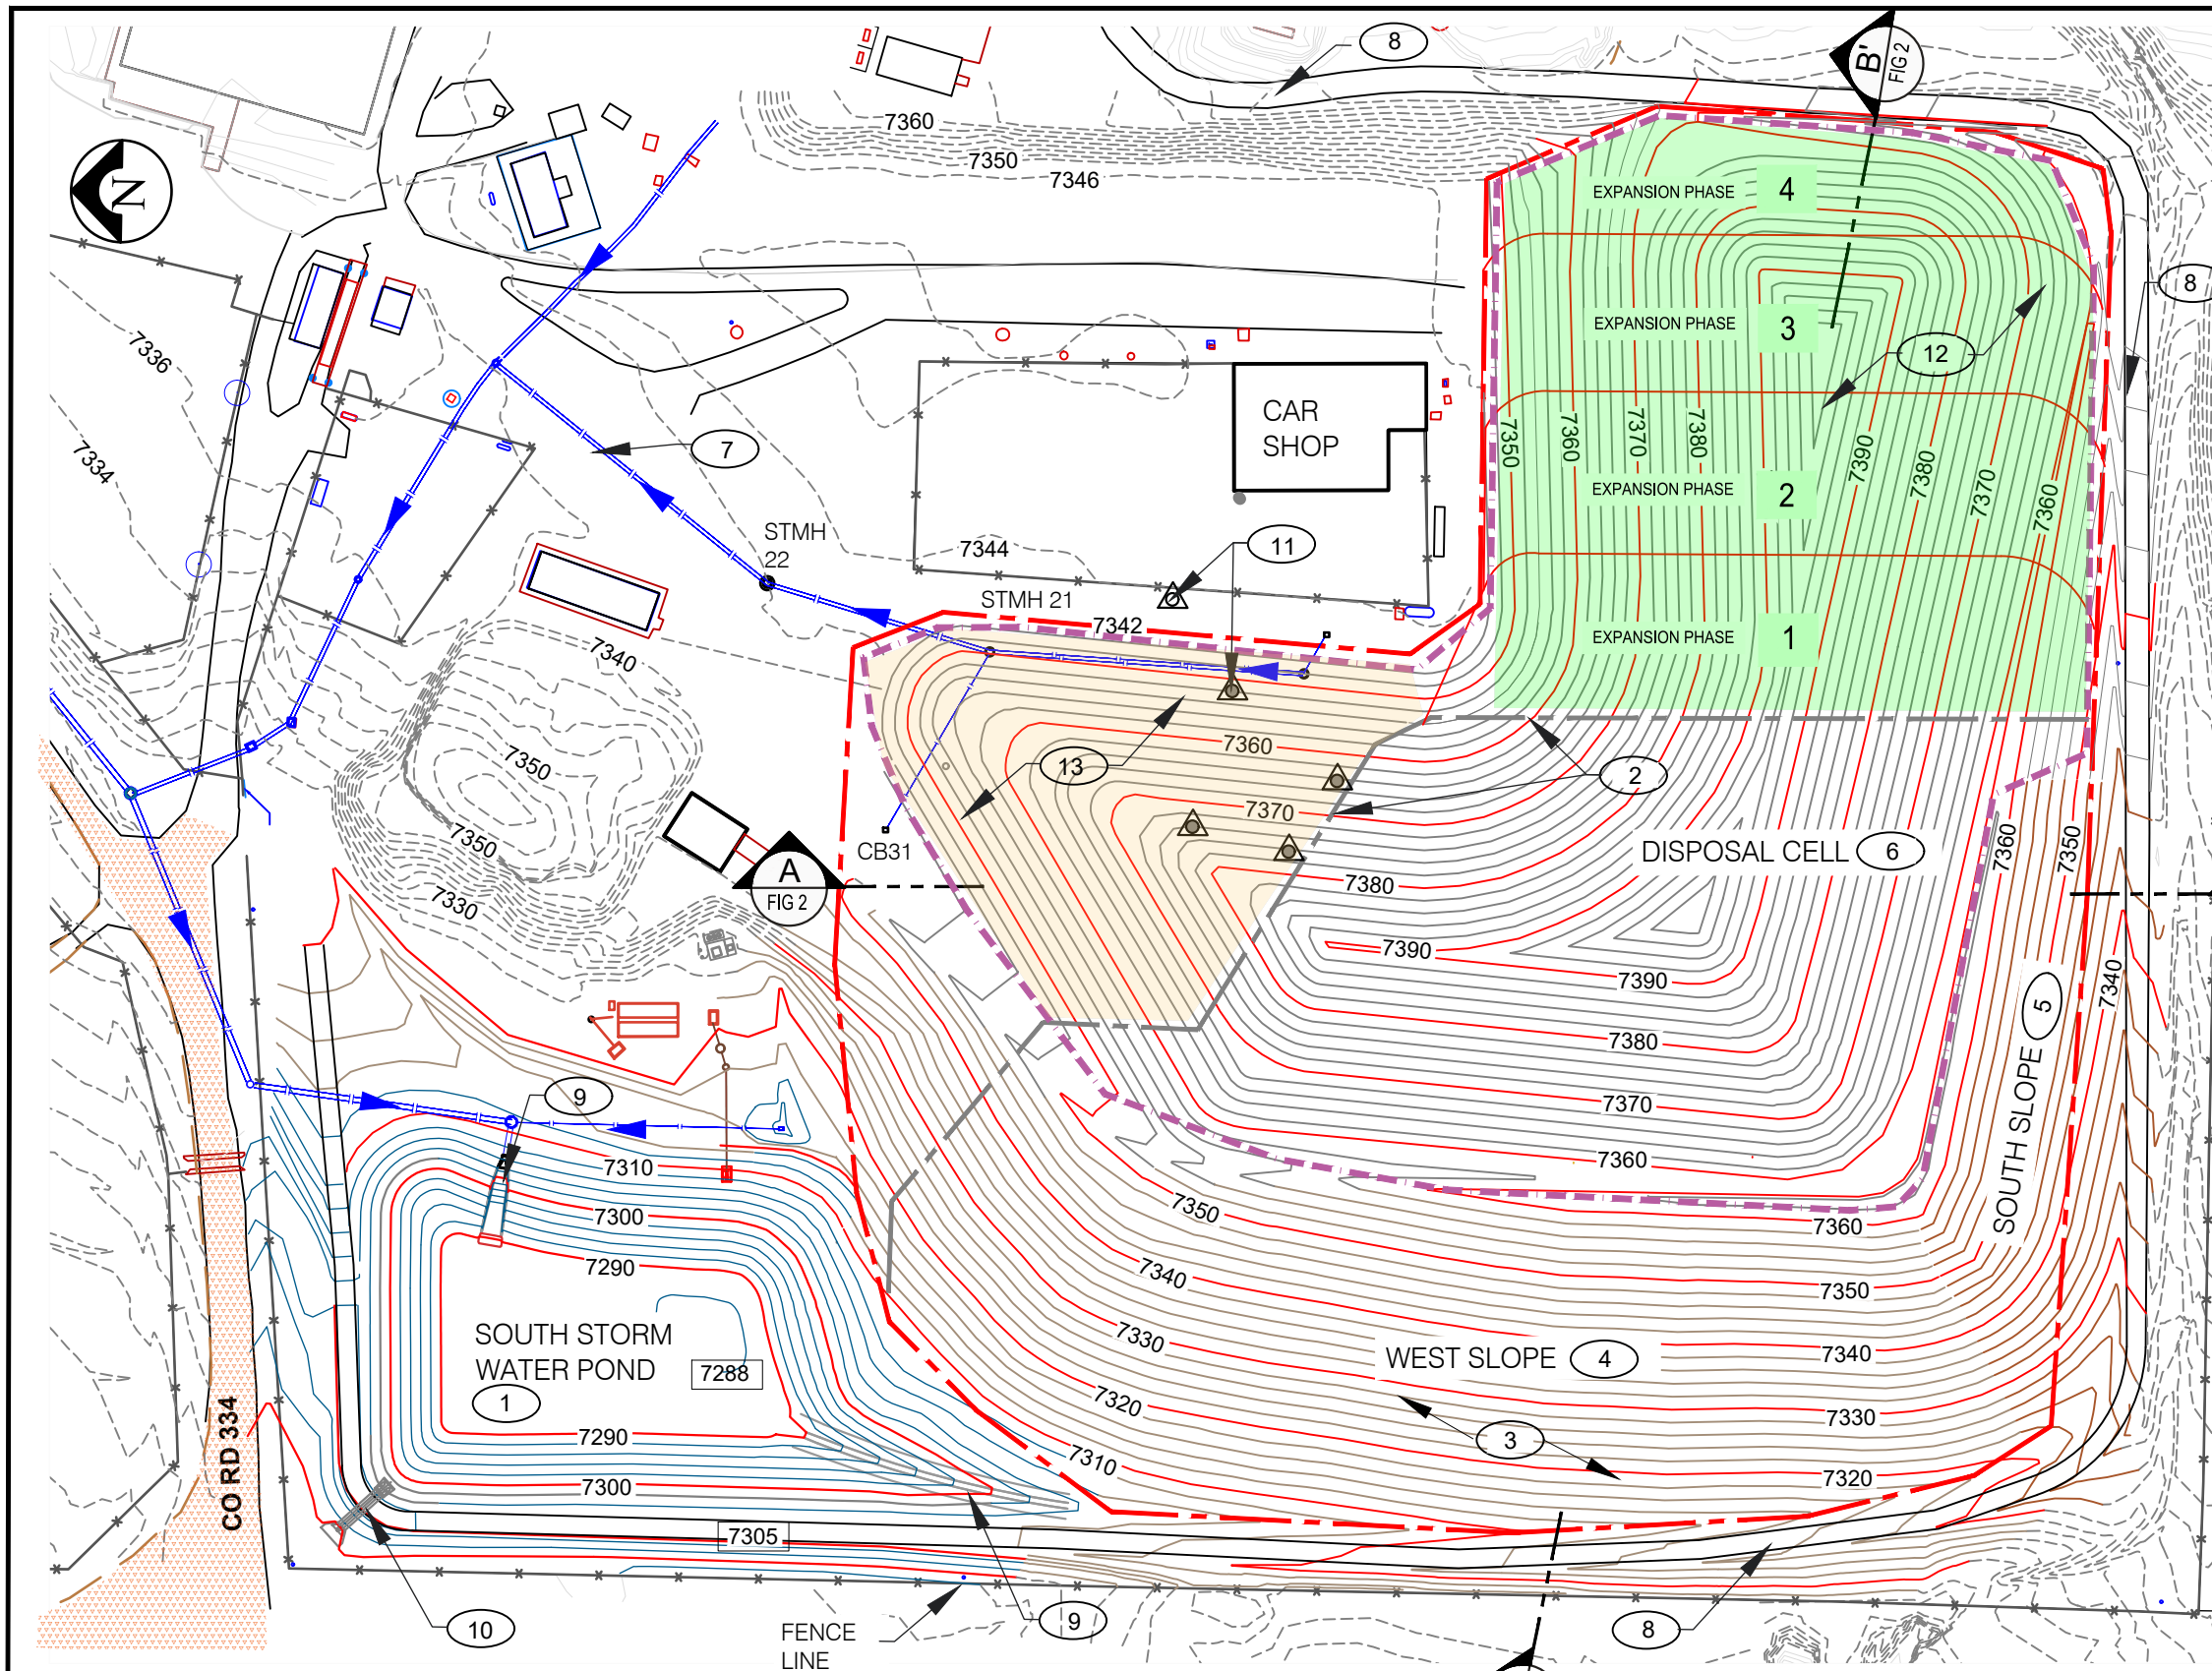 8
B'
FIG 2
7360
7350
7346
N
EXPANSION PHASE 4
8
EXPANSION PHASE 3
12
7336
CAR
SHOP
7
7350
7360
7370
7380
7390
7380
7370
7360
7334
EXPANSION PHASE 2
STMH
22
7344
11
STMH 21
7342
EXPANSION PHASE 1
7340
7360
13
2
7350
7370
7350
CB31
DISPOSAL CELL 6
7360
7350
A
FIG 2
7380
7330
7390
7390
7340
SOUTH SLOPE 5
7380
9
7370
7310
7360
7300
7350
7360
7290
7340
7350
SOUTH STORM
WATER POND
7288
1
7330
WEST SLOPE 4
7340
7320
7330
CO RD 334
7290
7310
3
7320
7300
7305
10
FENCE
LINE
9
8